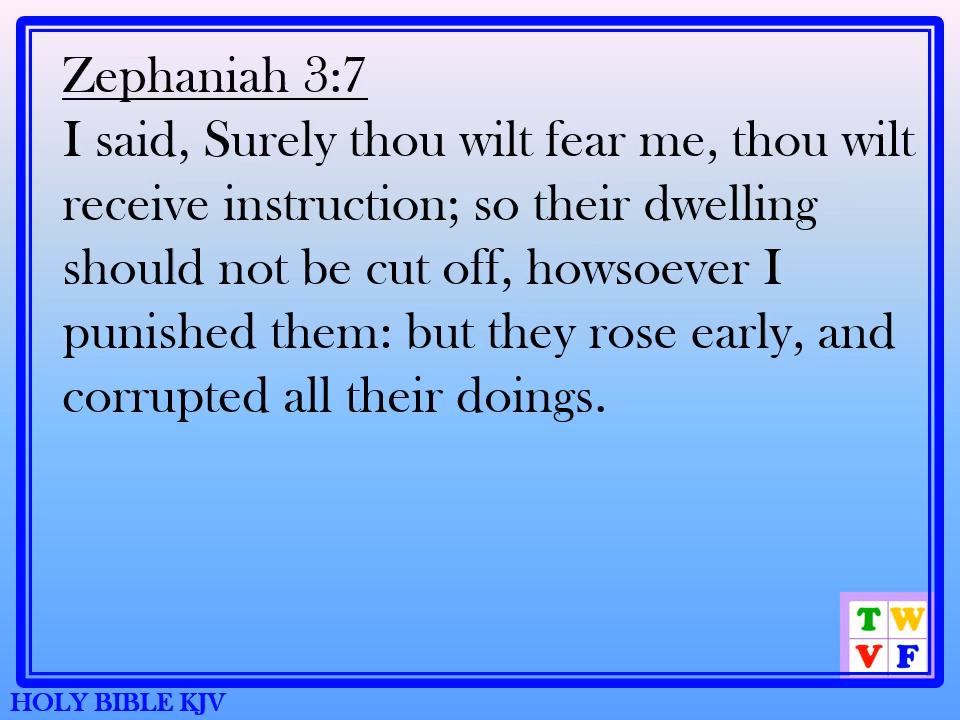 Zephaniah 3:7
I said, Surely thou wilt fear me, thou wilt
receive instruction; so their dwelling
should not be cut off, howsoever I
punished them: but they rose early, and
corrupted all their doings.
T W
V F
HOLY BIBLE KJV